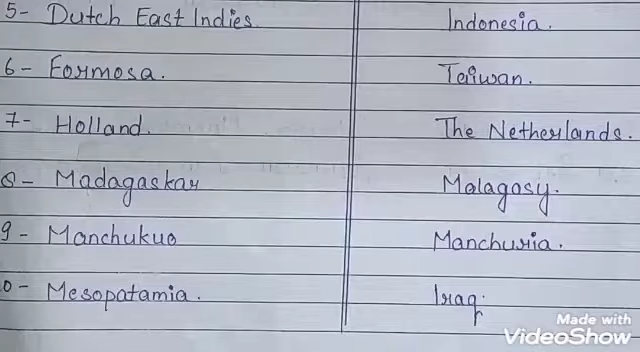 5- Dutch East Indies. Indonesia.
6- Formosa. Taiwan.
7- Holland. The Netherlands.
8- Madagaskar Malagasy.
9- Manchukuo Manchuria.
0- Mesopatamia. Iraq.
Made with
VideoShow